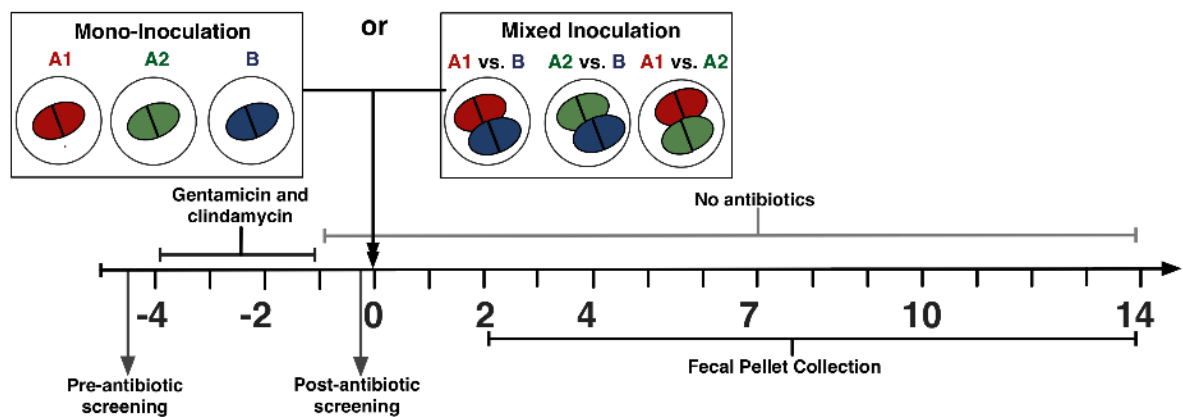 Mono-Inoculation
A1 A2 B
or
Mixed Inoculation
A1 vs. B A2 vs. B A1 vs. A2
Gentamicin and
clindamycin
No antibiotics
-4 -2 0 2 4 7 10 14
Fecal Pellet Collection
Pre-antibiotic
screening
Post-antibiotic
screening